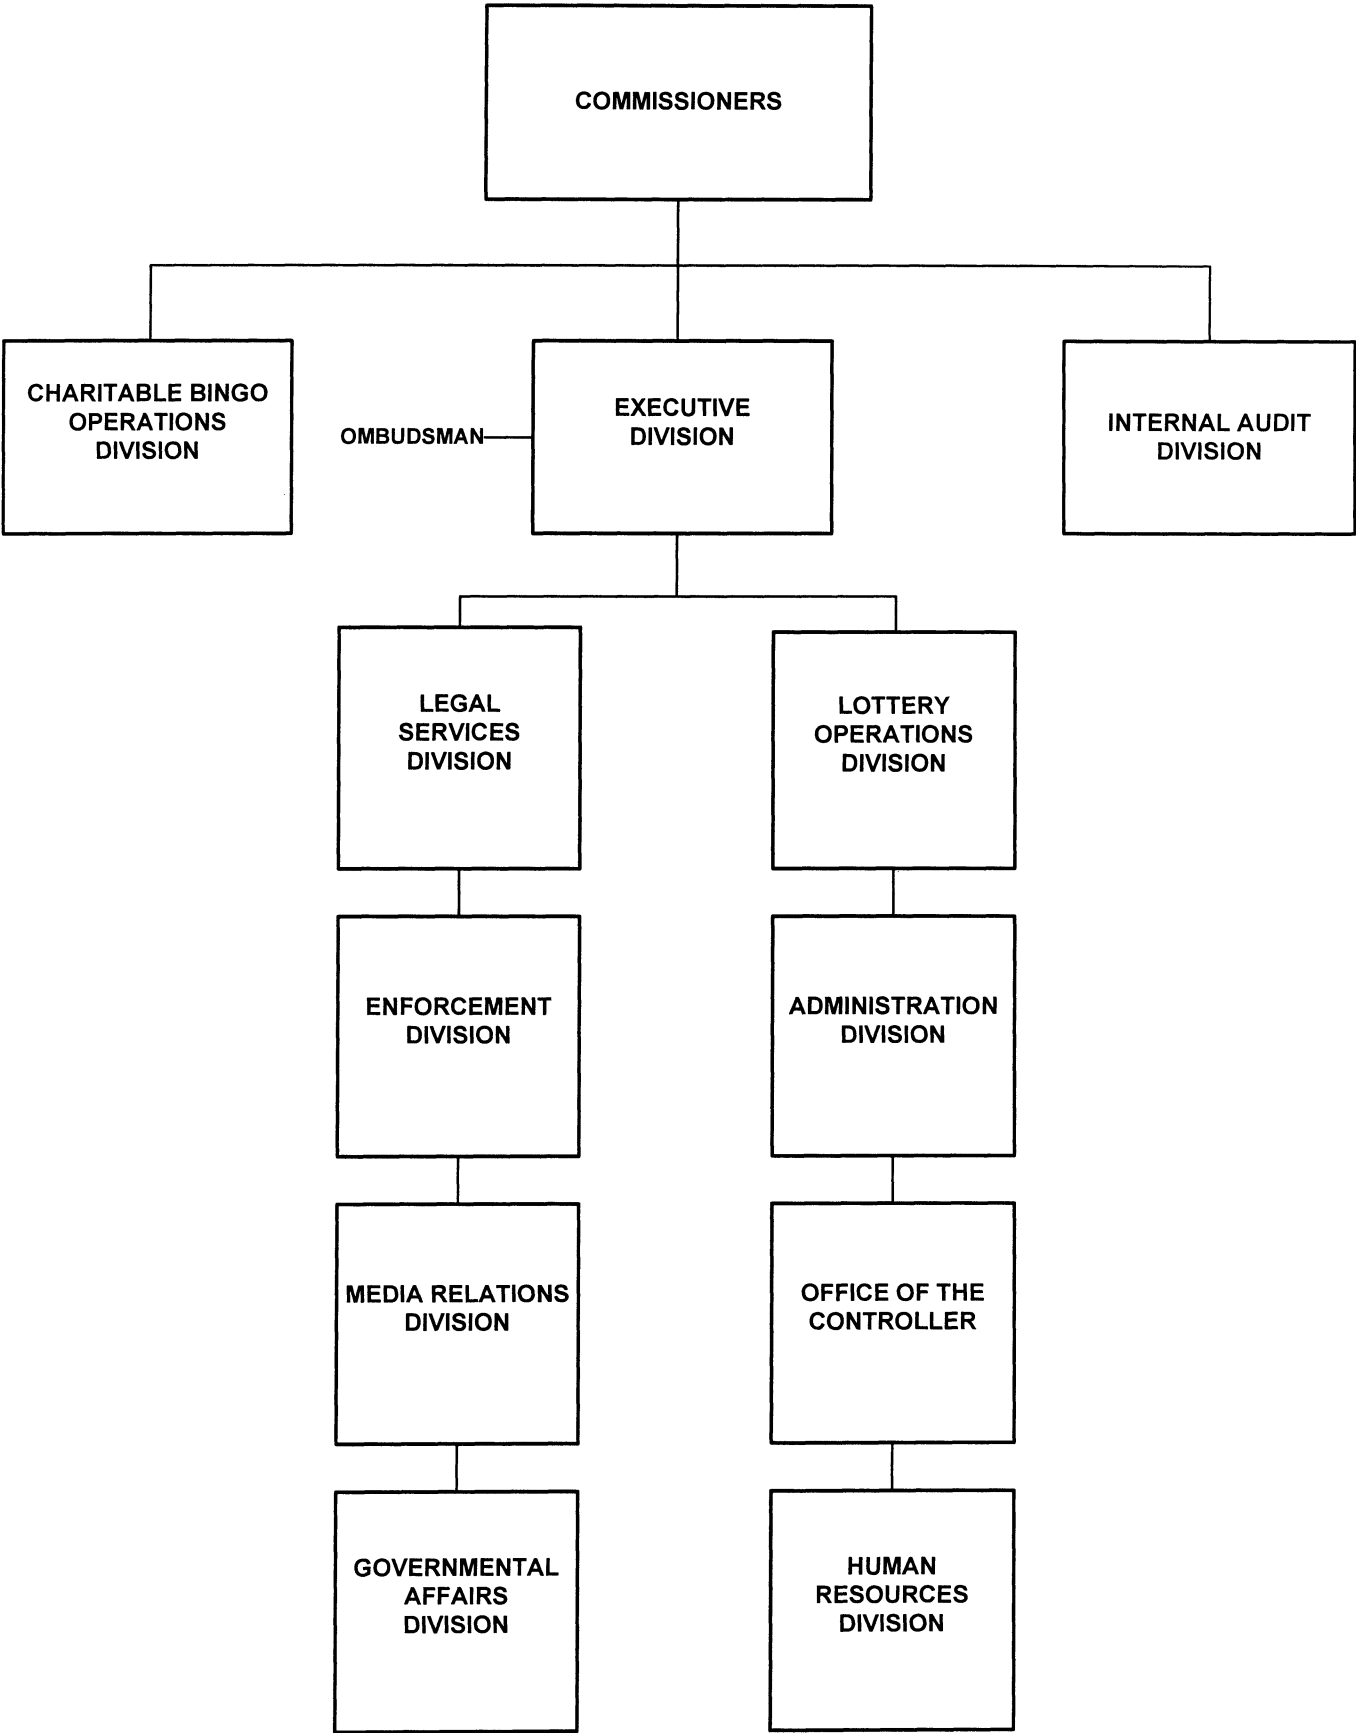 COMMISSIONERS
CHARITABLE BINGO
OPERATIONS
DIVISION
OMBUDSMAN
EXECUTIVE
DIVISION
INTERNAL AUDIT
DIVISION
LEGAL
SERVICES
DIVISION
LOTTERY
OPERATIONS
DIVISION
ENFORCEMENT
DIVISION
ADMINISTRATION
DIVISION
MEDIA RELATIONS
DIVISION
OFFICE OF THE
CONTROLLER
GOVERNMENTAL
AFFAIRS
DIVISION
HUMAN
RESOURCES
DIVISION